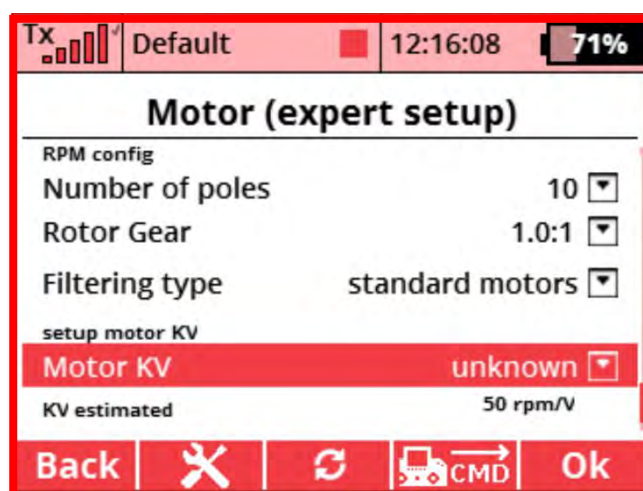 Tx Default 12:16:08 71%
Motor (expert setup)
RPM config
Number of poles 10
Rotor Gear 1.0:1
Filtering type standard motors
setup motor KV
Motor KV unknown
KV estimated 50 rpm/V
Back CMD Ok